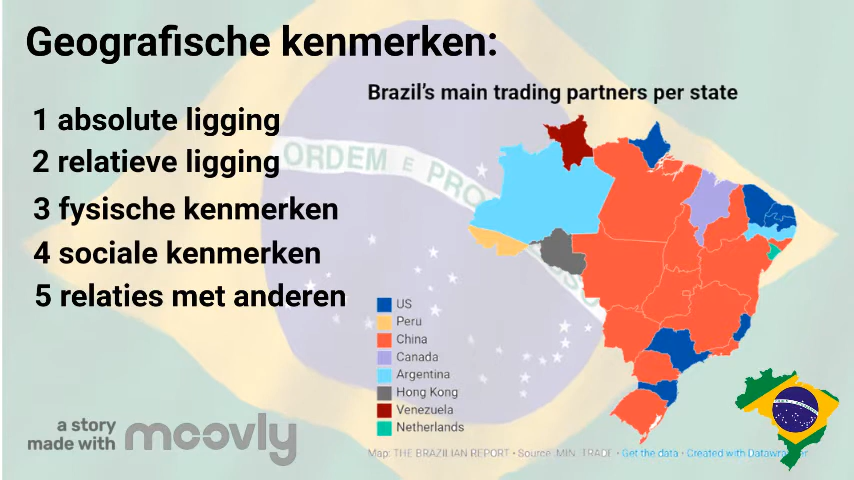 Geografische kenmerken:
Brazil's main trading partners per state
1 absolute ligging
2 relatieve ligging
3 fysische kenmerken
4 sociale kenmerken
5 relaties met anderen
ORDEM E PRO
SO
US
Peru
China
Canada
Argentina
Hong Kong
Venezuela
Netherlands
a story
made with moovly
Map: THE BRAZILIAN REPORT • Source: MIN. TRADE • Get the data • Created with Datawrapper